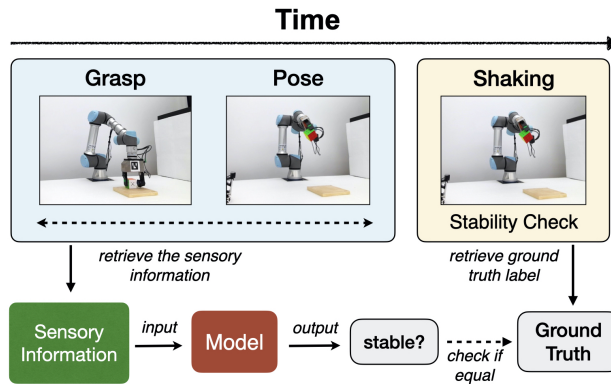 Time
Grasp
Pose
Shaking
Stability Check
retrieve the sensory
information
retrieve ground
truth label
Sensory
Information
input
Model
output
stable?
check if
equal
Ground
Truth